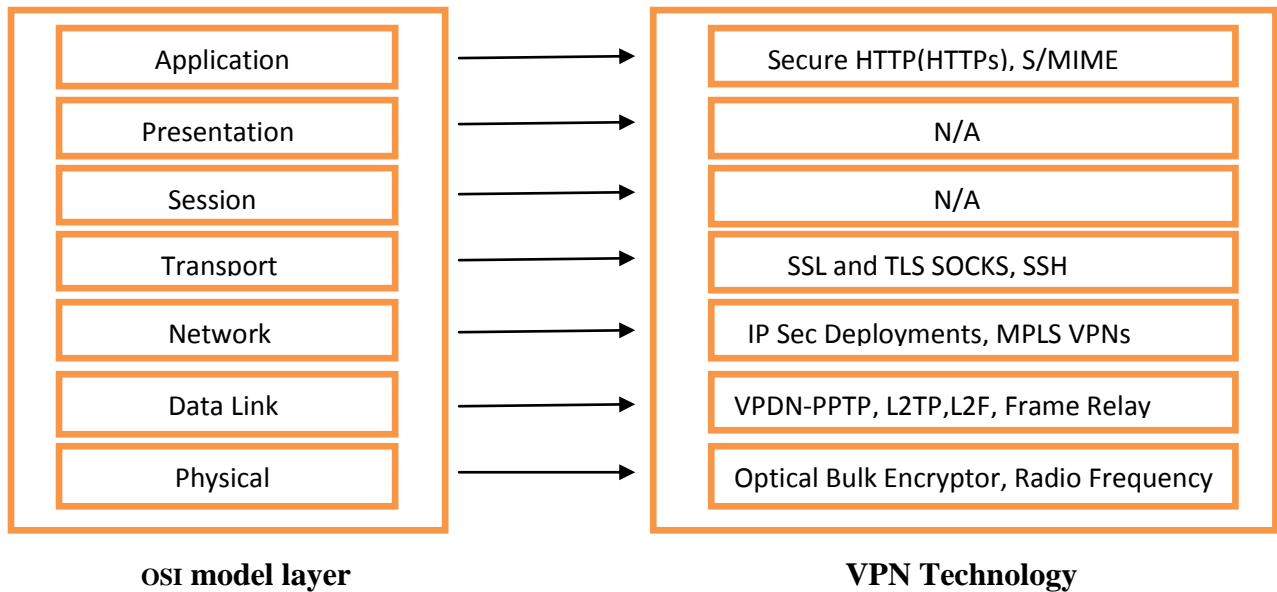 Application
Secure HTTP(HTTPs), S/MIME
Presentation
N/A
Session
N/A
Transport
SSL and TLS SOCKS, SSH
Network
IP Sec Deployments, MPLS VPNs
Data Link
VPDN-PPTP, L2TP,L2F, Frame Relay
Physical
Optical Bulk Encryptor, Radio Frequency
OSI model layer
VPN Technology